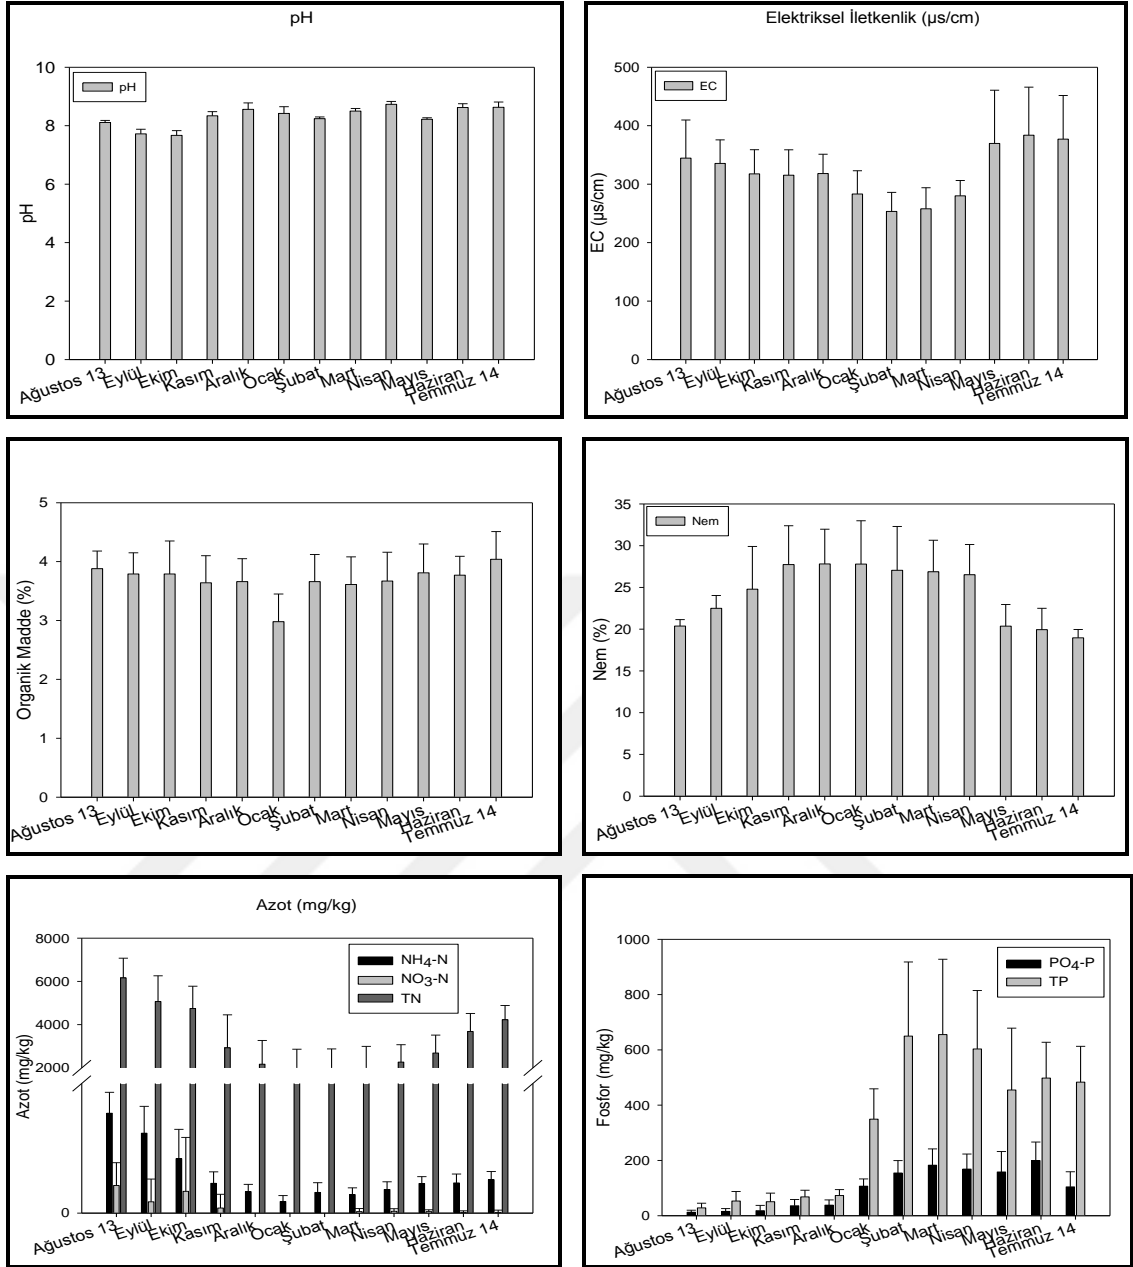 pH
10
8
6
4
2
0
pH
pH
Ağustos 13
Eylül
Ekim
Kasım
Aralık
Ocak
Şubat
Mart
Nisan
Mayıs
Haziran
Temmuz 14
Elektriksel İletkenlik (µs/cm)
500
400
300
200
100
0
EC
EC (µs/cm)
Ağustos 13
Eylül
Ekim
Kasım
Aralık
Ocak
Şubat
Mart
Nisan
Mayıs
Haziran
Temmuz 14
5
4
3
2
1
0
Organik Madde (%)
Ağustos 13
Eylül
Ekim
Kasım
Aralık
Ocak
Şubat
Mart
Nisan
Mayıs
Haziran
Temmuz 14
35
30
25
20
15
10
5
0
Nem
Nem (%)
Ağustos 13
Eylül
Ekim
Kasım
Aralık
Ocak
Şubat
Mart
Nisan
Mayıs
Haziran
Temmuz 14
Azot (mg/kg)
8000
6000
4000
2000
0
NH4-N
NO3-N
TN
Azot (mg/kg)
Ağustos 13
Eylül
Ekim
Kasım
Aralık
Ocak
Şubat
Mart
Nisan
Mayıs
Haziran
Temmuz 14
1000
800
600
400
200
0
PO4-P
TP
Fosfor (mg/kg)
Ağustos 13
Eylül
Ekim
Kasım
Aralık
Ocak
Şubat
Mart
Nisan
Mayıs
Haziran
Temmuz 14